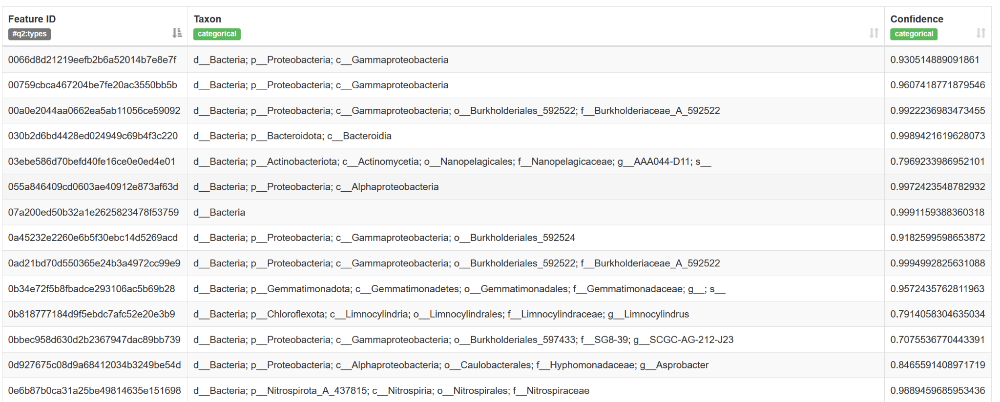 Feature ID Taxon Confidence
#q2:types categorical categorical
0066d8d21219eefb2b6a52014b7e8e7f d__Bacteria; p__Proteobacteria; c__Gammaproteobacteria 0.930514889091861
00759cbca467204be7fe20ac3550bb5b d__Bacteria; p__Proteobacteria; c__Gammaproteobacteria 0.9607418771879546
00a0e2044aa0662ea5ab11056ce59092 d__Bacteria; p__Proteobacteria; c__Gammaproteobacteria; o__Burkholderiales_592522; f__Burkholderiaceae_A_592522 0.9922236983473455
030b2d6bd4428ed024949c69b4f3c220 d__Bacteria; p__Bacteroidota; c__Bacteroidia 0.9989421619628073
03ebe586d70befd40fe16ce0e0ed4e01 d__Bacteria; p__Actinobacteriota; c__Actinomycetia; o__Nanopelagicales; f__Nanopelagicaceae; g__AAA044-D11; s__ 0.7969233986952101
055a846409cd0603ae40912e873af63d d__Bacteria; p__Proteobacteria; c__Alphaproteobacteria 0.9972423548782932
07a200ed50b32a1e2625823478f53759 d__Bacteria 0.9991159388360318
0a45232e2260e6b5f30ebc14d5269acd d__Bacteria; p__Proteobacteria; c__Gammaproteobacteria; o__Burkholderiales_592524 0.9182599598653872
0ad21bd70d550365e24b3a4972cc99e9 d__Bacteria; p__Proteobacteria; c__Gammaproteobacteria; o__Burkholderiales_592522; f__Burkholderiaceae_A_592522 0.9994992825631088
0b34e72f5b8fbadce293106ac5b69b28 d__Bacteria; p__Gemmatimonadota; c__Gemmatimonadetes; o__Gemmatimonadales; f__Gemmatimonadaceae; g__; s__ 0.9572435762811963
0b818777184d9f5ebdc7afc52e20e3b9 d__Bacteria; p__Chloroflexota; c__Limnocylindria; o__Limnocylindrales; f__Limnocylindraceae; g__Limnocylindrus 0.7914058304635034
0bbec958d630d2b2367947dac89bb739 d__Bacteria; p__Proteobacteria; c__Gammaproteobacteria; o__Burkholderiales_597433; f__SG8-39; g__SCGC-AG-212-J23 0.7075536770443391
0d927675c08d9a68412034b3249be54d d__Bacteria; p__Proteobacteria; c__Alphaproteobacteria; o__Caulobacterales; f__Hyphomonadaceae; g__Asprobacter 0.8465591408971719
0e6b87b0ca31a25be49814635e151698 d__Bacteria; p__Nitrospirota_A_437815; c__Nitrospiria; o__Nitrospirales; f__Nitrospiraceae 0.9889459685953436